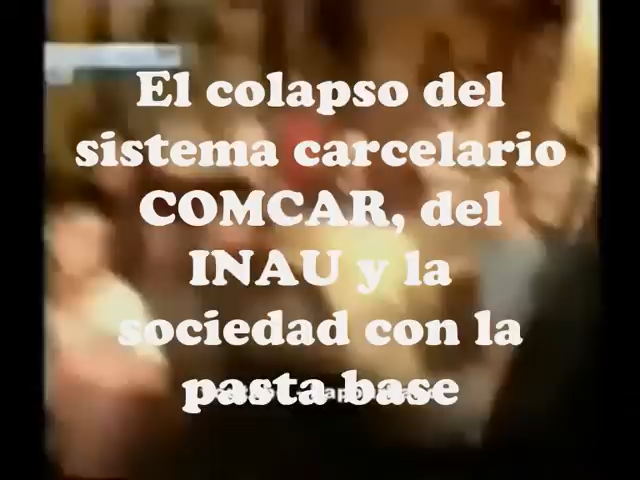 El colapso del
sistema carcelario
COMCAR, del
INAU y la
sociedad con la
pasta base